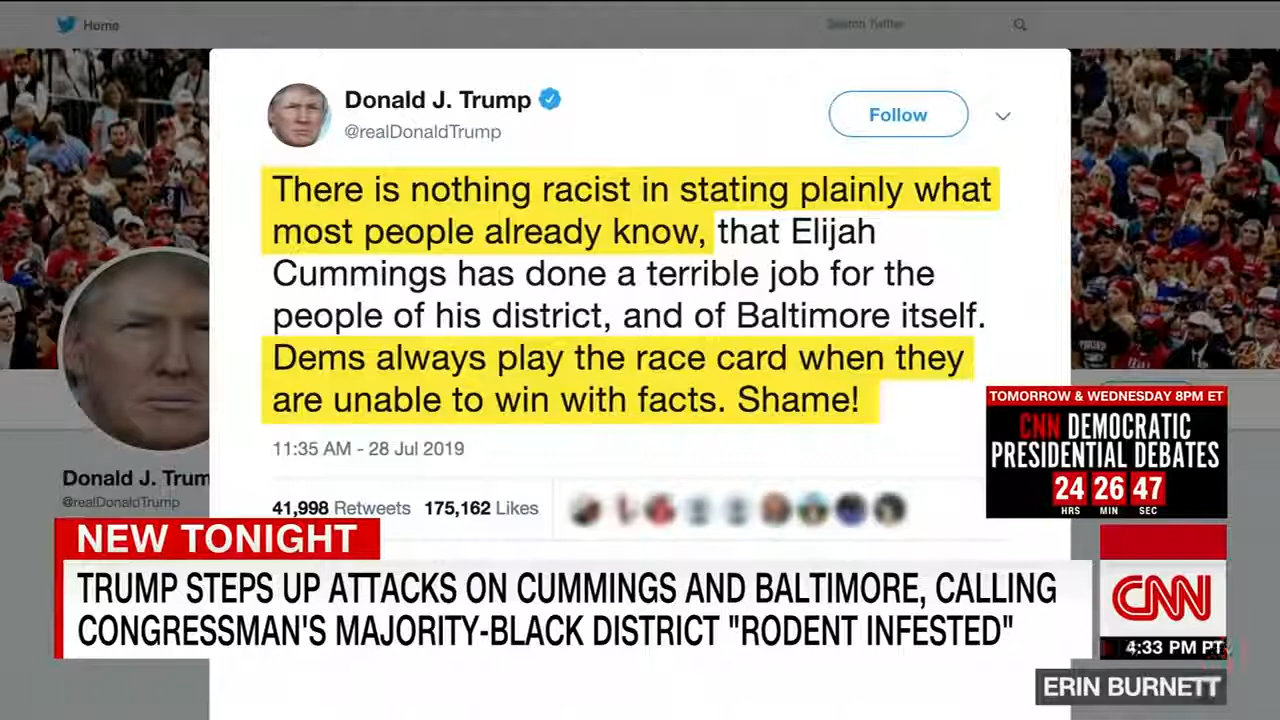 Home
Search Twitter
Donald J. Trump
@realDonaldTrump
Follow
There is nothing racist in stating plainly what
most people already know, that Elijah
Cummings has done a terrible job for the
people of his district, and of Baltimore itself.
Dems always play the race card when they
are unable to win with facts. Shame!
11:35 AM - 28 Jul 2019
41,998 Retweets 175,162 Likes
Donald J. Trum
@realDonaldTrump
TOMORROW & WEDNESDAY 8PM ET
CNN DEMOCRATIC
PRESIDENTIAL DEBATES
24 26 47
HRS MIN SEC
NEW TONIGHT
TRUMP STEPS UP ATTACKS ON CUMMINGS AND BALTIMORE, CALLING
CONGRESSMAN'S MAJORITY-BLACK DISTRICT "RODENT INFESTED"
CNN
4:33 PM PT
ERIN BURNETT